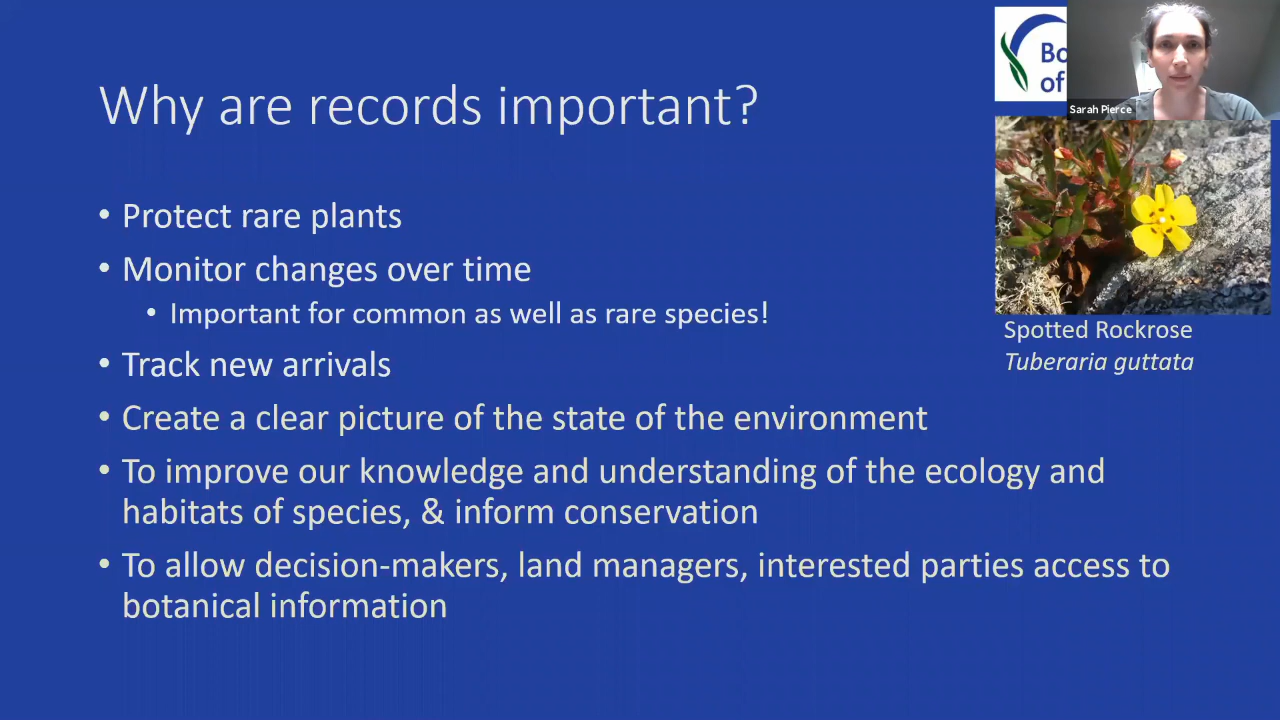 Why are records important?
Bo
of
Sarah Pierce
• Protect rare plants
• Monitor changes over time
• Important for common as well as rare species!
• Track new arrivals
• Create a clear picture of the state of the environment
• To improve our knowledge and understanding of the ecology and
habitats of species, & inform conservation
• To allow decision-makers, land managers, interested parties access to
botanical information
Spotted Rockrose
Tuberaria guttata